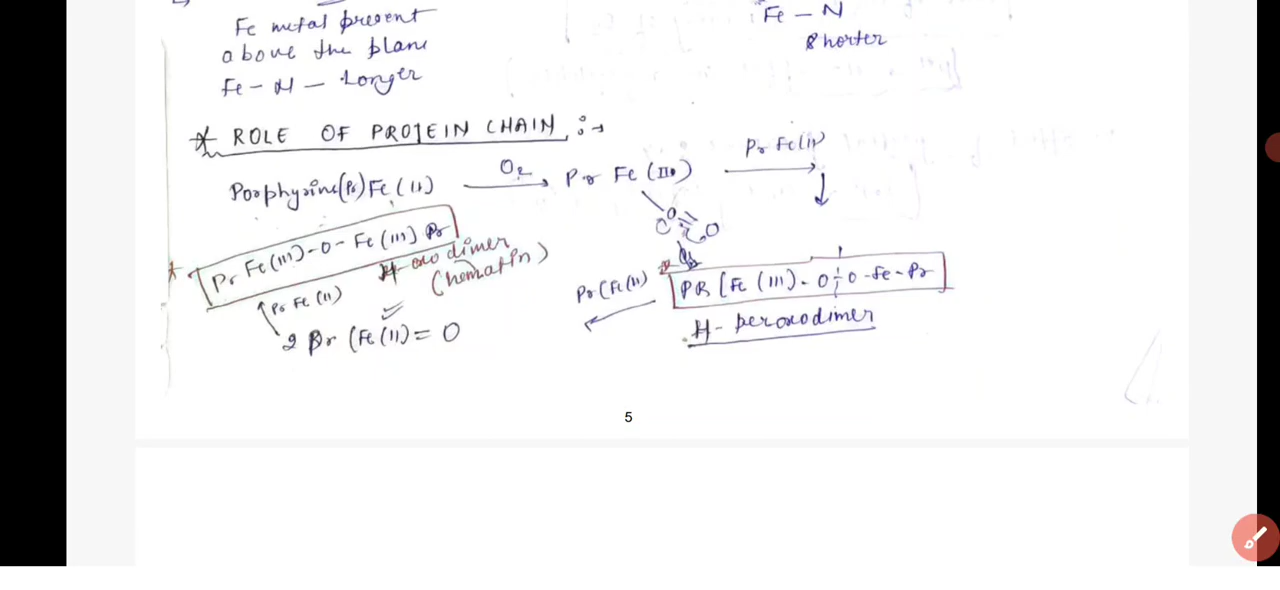 Fe metal present
above the plane
Fe - N - Longer
Fe - N
shorter
* ROLE OF PROTEIN CHAIN :→
Porphyrine(Pr)Fe(II) O2 → Pr Fe (III) Pr Fe(II) →
O
O
* Pr Fe(III)-O-Fe(III) Pr
H-oxo dimer
(hematin)
Pr Fe (II)
2 Pr (Fe(II) = O
Pr(Fe(II)
PR [Fe (III) - O÷O - Fe - Pr
H- peroxodimer
5